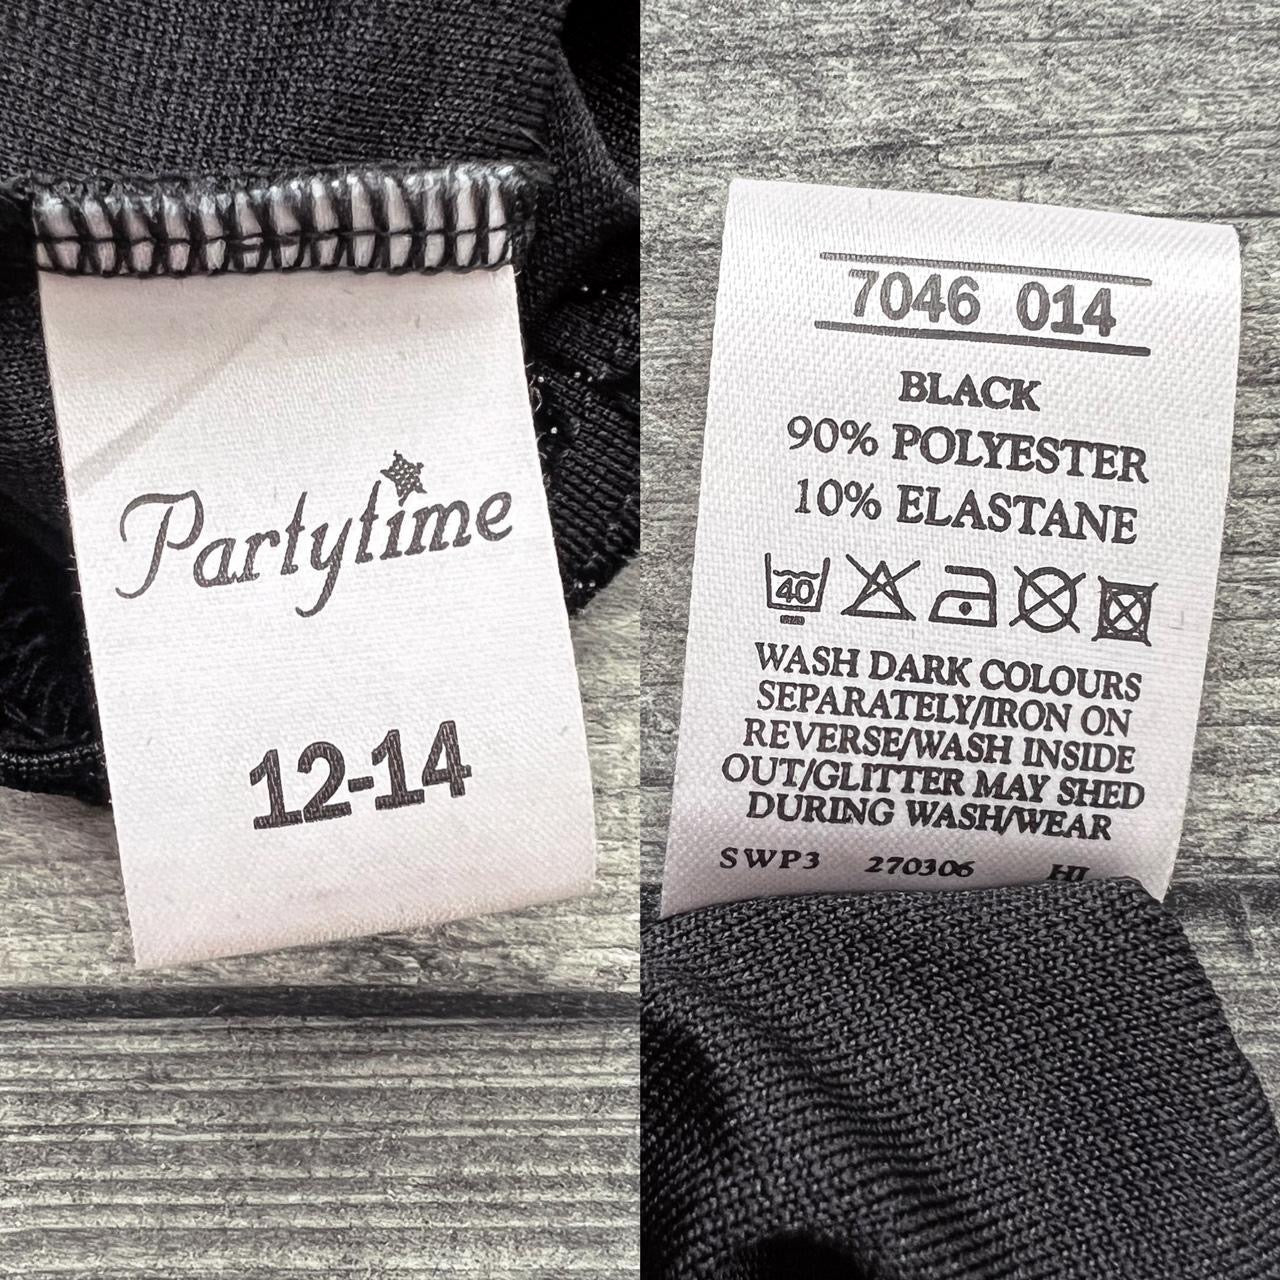 Partytime
12-14
7046 014
BLACK
90% POLYESTER
10% ELASTANE
40
WASH DARK COLOURS
SEPARATELY/IRON ON
REVERSE/WASH INSIDE
OUT/GLITTER MAY SHED
DURING WASH/WEAR
SWP3 270306